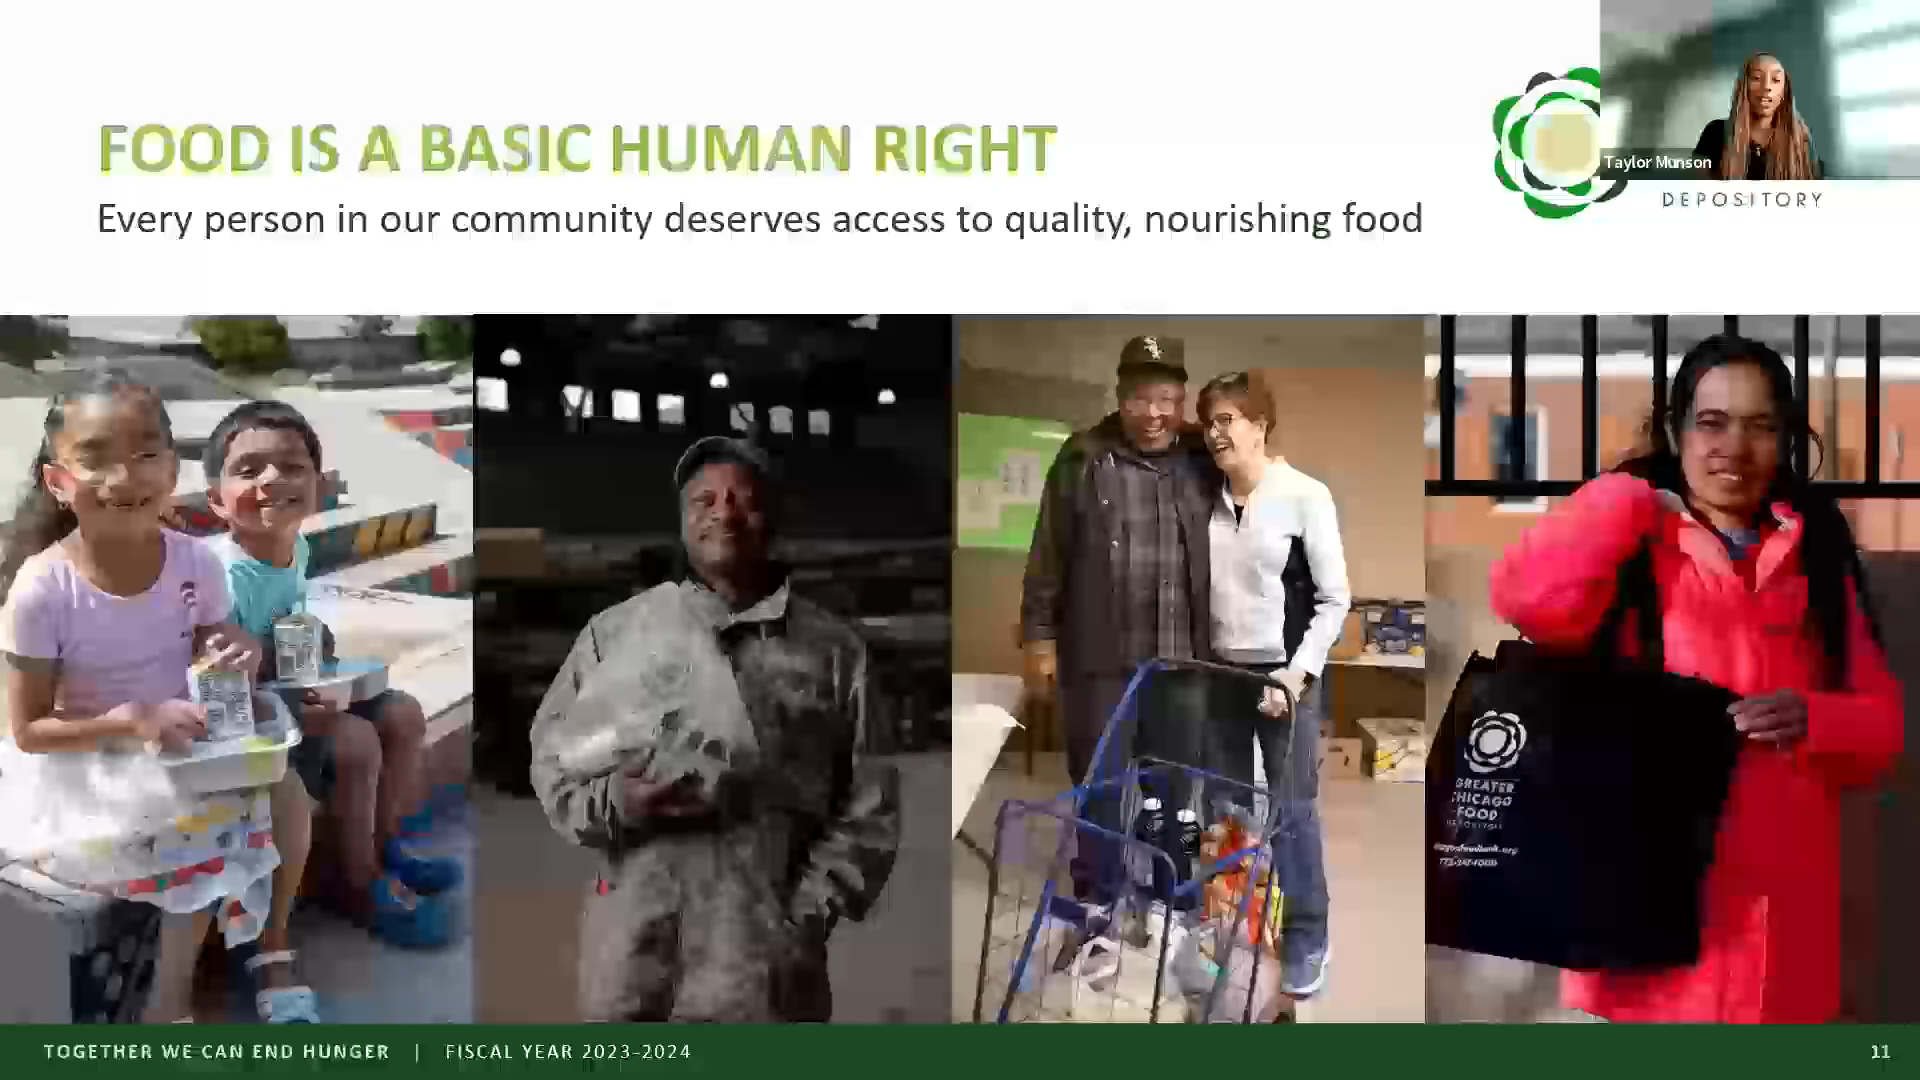 FOOD IS A BASIC HUMAN RIGHT
Every person in our community deserves access to quality, nourishing food
Taylor Munson
DEPOSITORY
GREATER
CHICAGO
FOOD
TOGETHER WE CAN END HUNGER | FISCAL YEAR 2023-2024
11